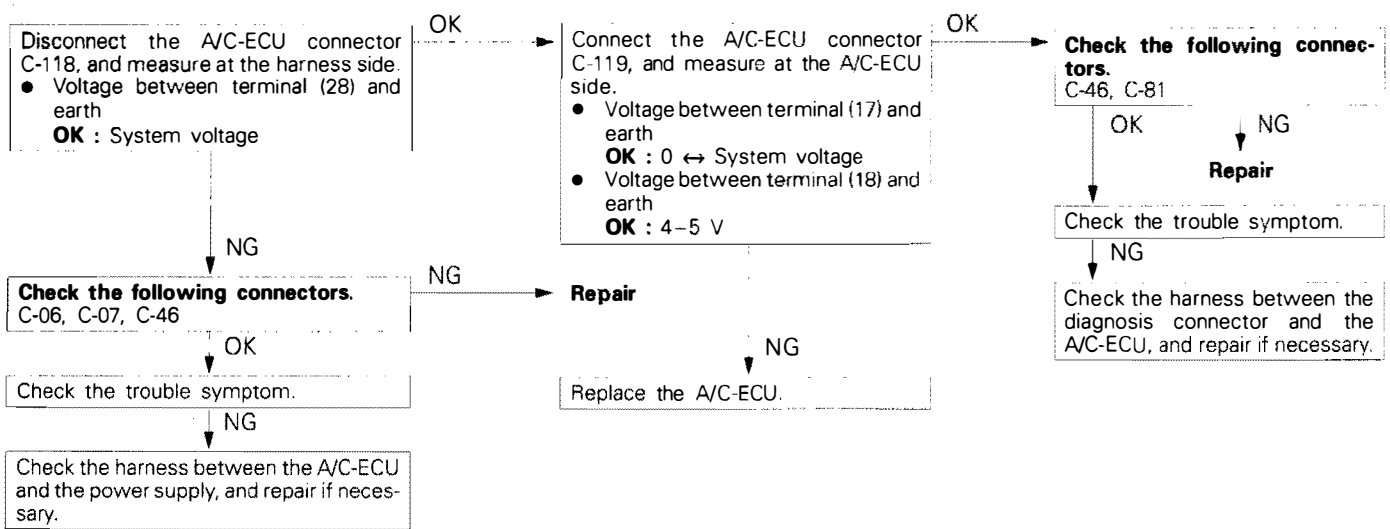 Disconnect the A/C-ECU connector
C-118, and measure at the harness side.
● Voltage between terminal (28) and
earth
OK : System voltage
OK
Connect the A/C-ECU connector
C-119, and measure at the A/C-ECU
side.
● Voltage between terminal (17) and
earth
OK : 0 ↔ System voltage
● Voltage between terminal (18) and
earth
OK : 4–5 V
OK
Check the following connec-
tors.
C-46, C-81
OK
NG
Repair
Check the trouble symptom.
NG
Check the harness between the
diagnosis connector and the
A/C-ECU, and repair if necessary.
NG
Check the following connectors.
C-06, C-07, C-46
NG
Repair
OK
Check the trouble symptom.
NG
Check the harness between the A/C-ECU
and the power supply, and repair if neces-
sary.
NG
Replace the A/C-ECU.